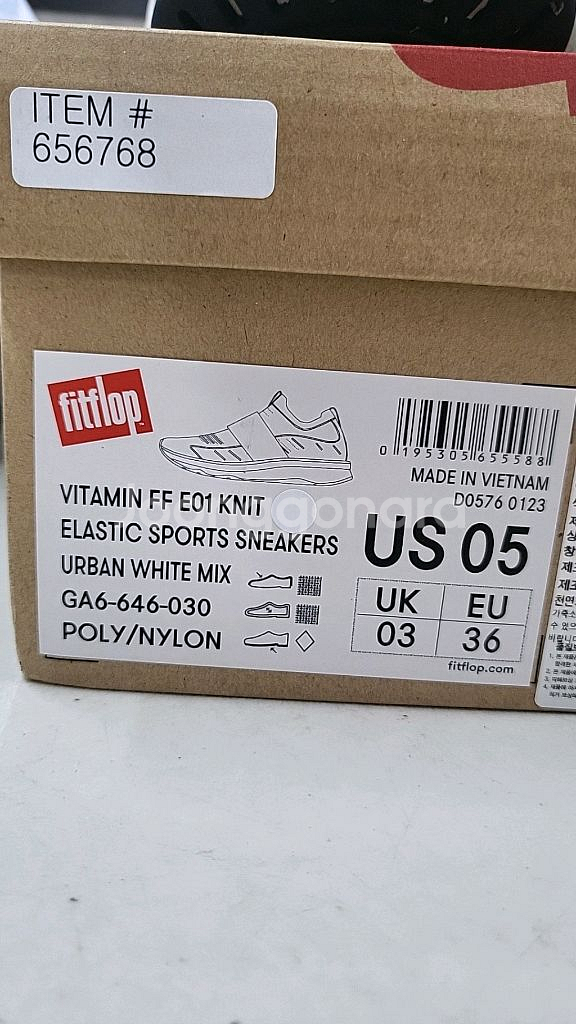 ITEM #
656768
fitflop
0 195305 655588
MADE IN VIETNAM
D0576 0123
VITAMIN FF E01 KNIT
ELASTIC SPORTS SNEAKERS
URBAN WHITE MIX
GA6-646-030
POLY/NYLON
US 05
UK EU
03 36
fitflop.com
joonggonara